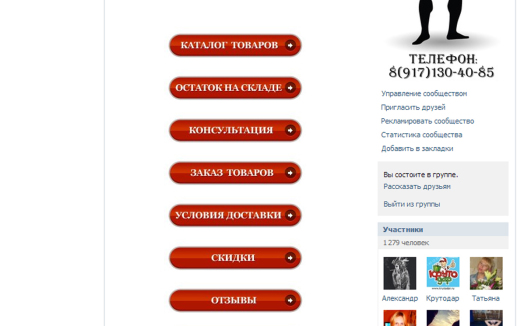 КАТАЛОГ ТОВАРОВ
ОСТАТОК НА СКЛАДЕ
КОНСУЛЬТАЦИЯ
ЗАКАЗ ТОВАРОВ
УСЛОВИЯ ДОСТАВКИ
СКИДКИ
ОТЗЫВЫ
ТЕЛЕФОН:
8(917)130-40-85
Управление сообществом
Пригласить друзей
Рекламировать сообщество
Статистика сообщества
Добавить в закладки
Вы состоите в группе.
Рассказать друзьям
Выйти из группы
Участники
1 279 человек
КРУТО
Александр
Крутодар
Татьяна